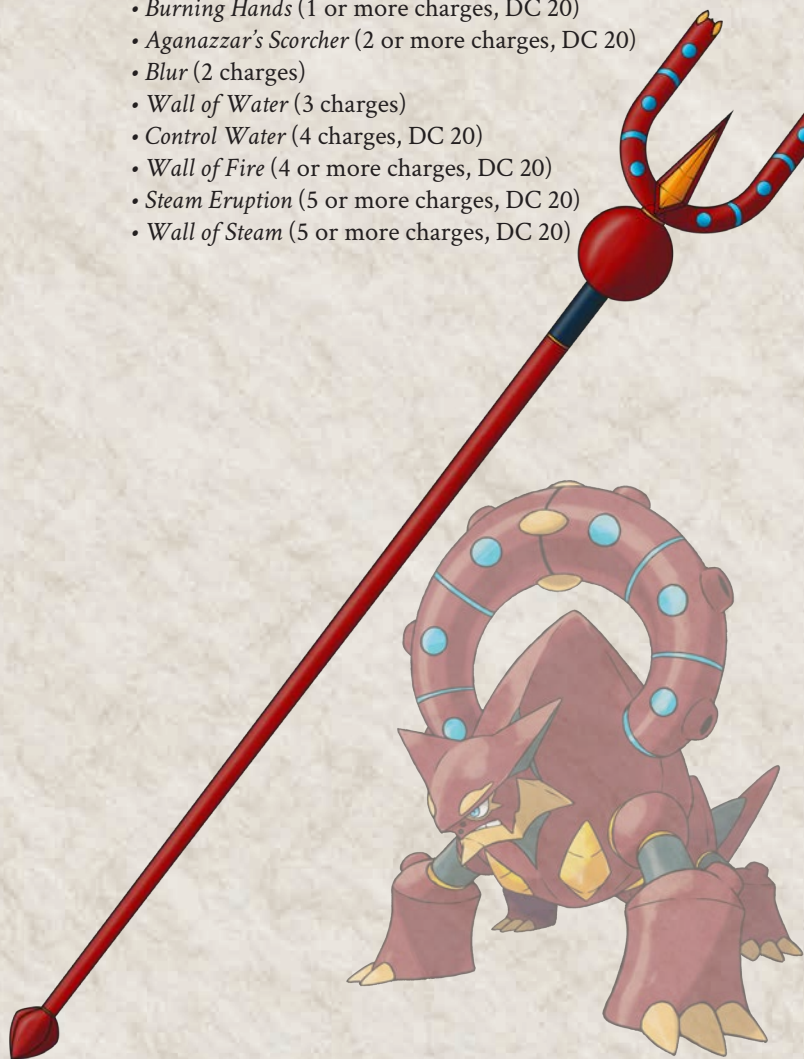 • Burning Hands (1 or more charges, DC 20)
• Aganazzar's Scorcher (2 or more charges, DC 20)
• Blur (2 charges)
• Wall of Water (3 charges)
• Control Water (4 charges, DC 20)
• Wall of Fire (4 or more charges, DC 20)
• Steam Eruption (5 or more charges, DC 20)
• Wall of Steam (5 or more charges, DC 20)